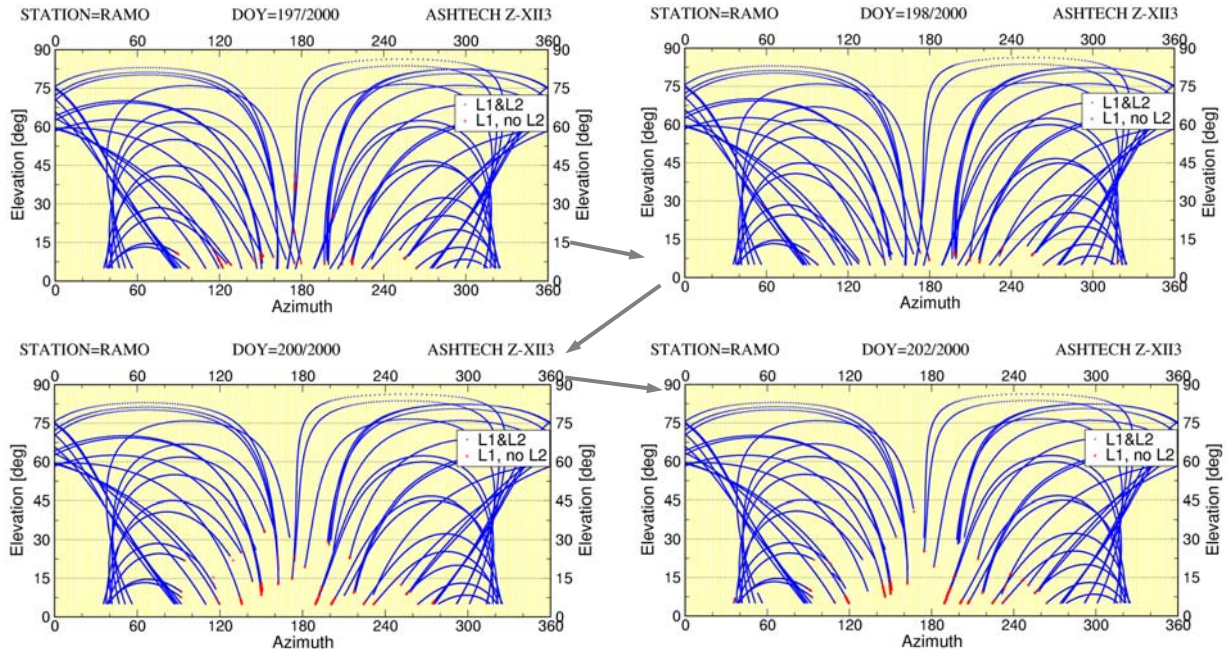 STATION=RAMO DOY=197/2000 ASHTECH Z-XII3
0 60 120 180 240 300 360
90 75 60 45 30 15 0
Elevation [deg]
L1&L2
L1, no L2
90 75 60 45 30 15 0
Elevation [deg]
0 60 120 180 240 300 360
Azimuth
STATION=RAMO DOY=198/2000 ASHTECH Z-XII3
0 60 120 180 240 300 360
90 75 60 45 30 15 0
Elevation [deg]
L1&L2
L1, no L2
90 75 60 45 30 15 0
Elevation [deg]
0 60 120 180 240 300 360
Azimuth
STATION=RAMO DOY=200/2000 ASHTECH Z-XII3
0 60 120 180 240 300 360
90 75 60 45 30 15 0
Elevation [deg]
L1&L2
L1, no L2
90 75 60 45 30 15 0
Elevation [deg]
0 60 120 180 240 300 360
Azimuth
STATION=RAMO DOY=202/2000 ASHTECH Z-XII3
0 60 120 180 240 300 360
90 75 60 45 30 15 0
Elevation [deg]
L1&L2
L1, no L2
90 75 60 45 30 15 0
Elevation [deg]
0 60 120 180 240 300 360
Azimuth